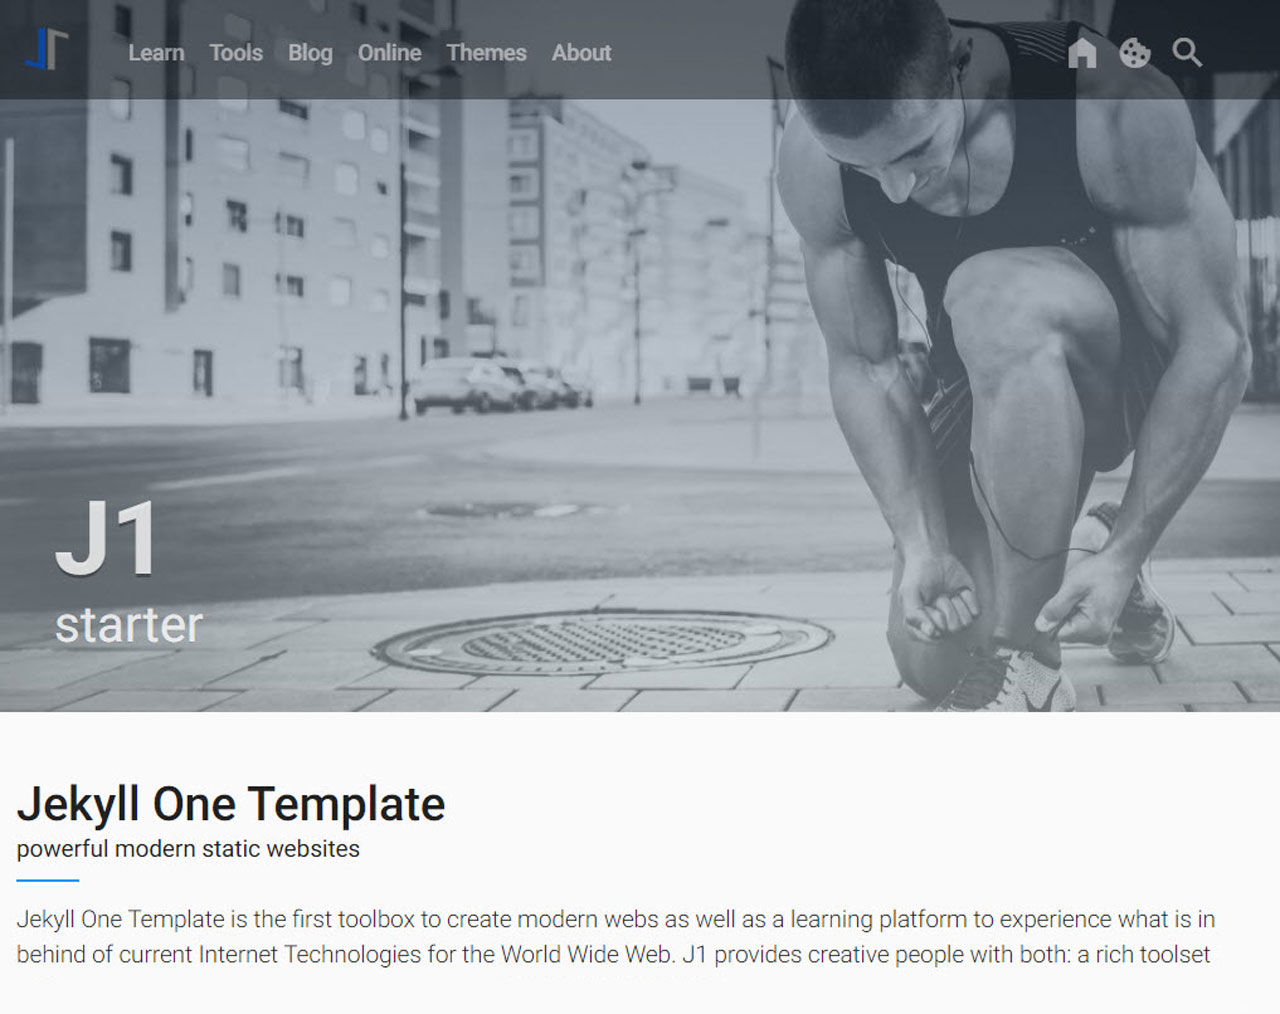 Learn Tools Blog Online Themes About
J1
starter
Jekyll One Template
powerful modern static websites
Jekyll One Template is the first toolbox to create modern webs as well as a learning platform to experience what is in
behind of current Internet Technologies for the World Wide Web. J1 provides creative people with both: a rich toolset